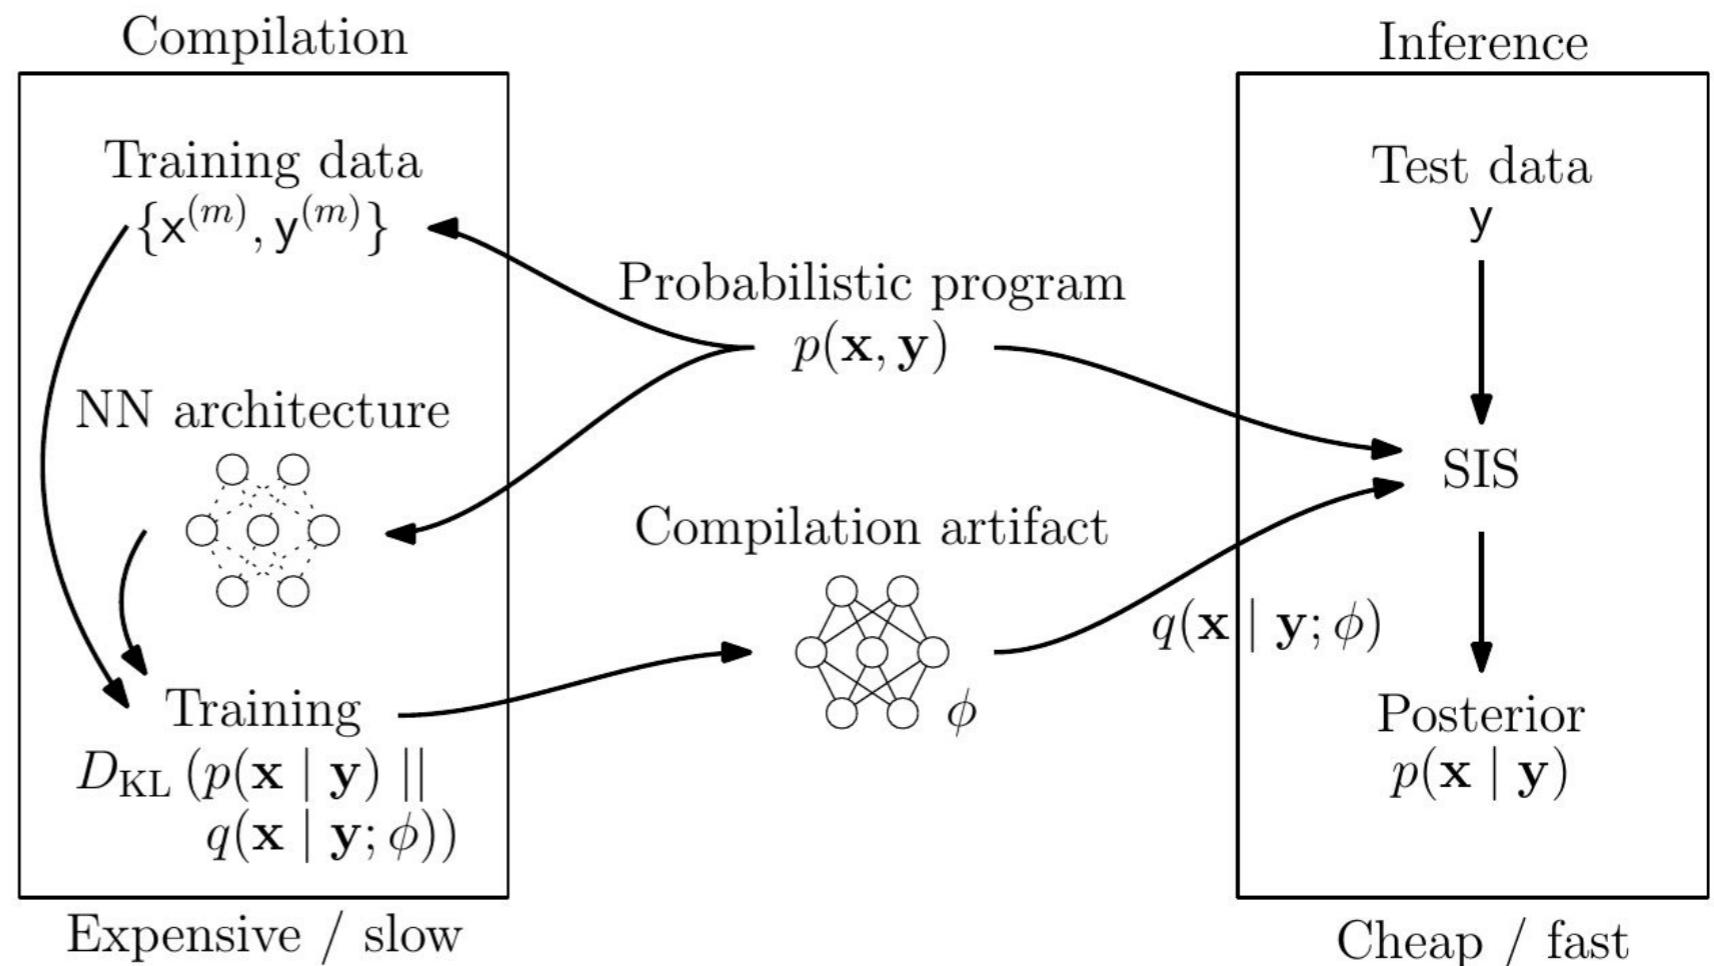 Compilation
Training data
{x^(m), y^(m)}
NN architecture
Training
D_KL (p(x | y) ||
q(x | y; ϕ))
Expensive / slow
Probabilistic program
p(x, y)
Compilation artifact
ϕ
q(x | y; ϕ)
Inference
Test data
y
SIS
Posterior
p(x | y)
Cheap / fast